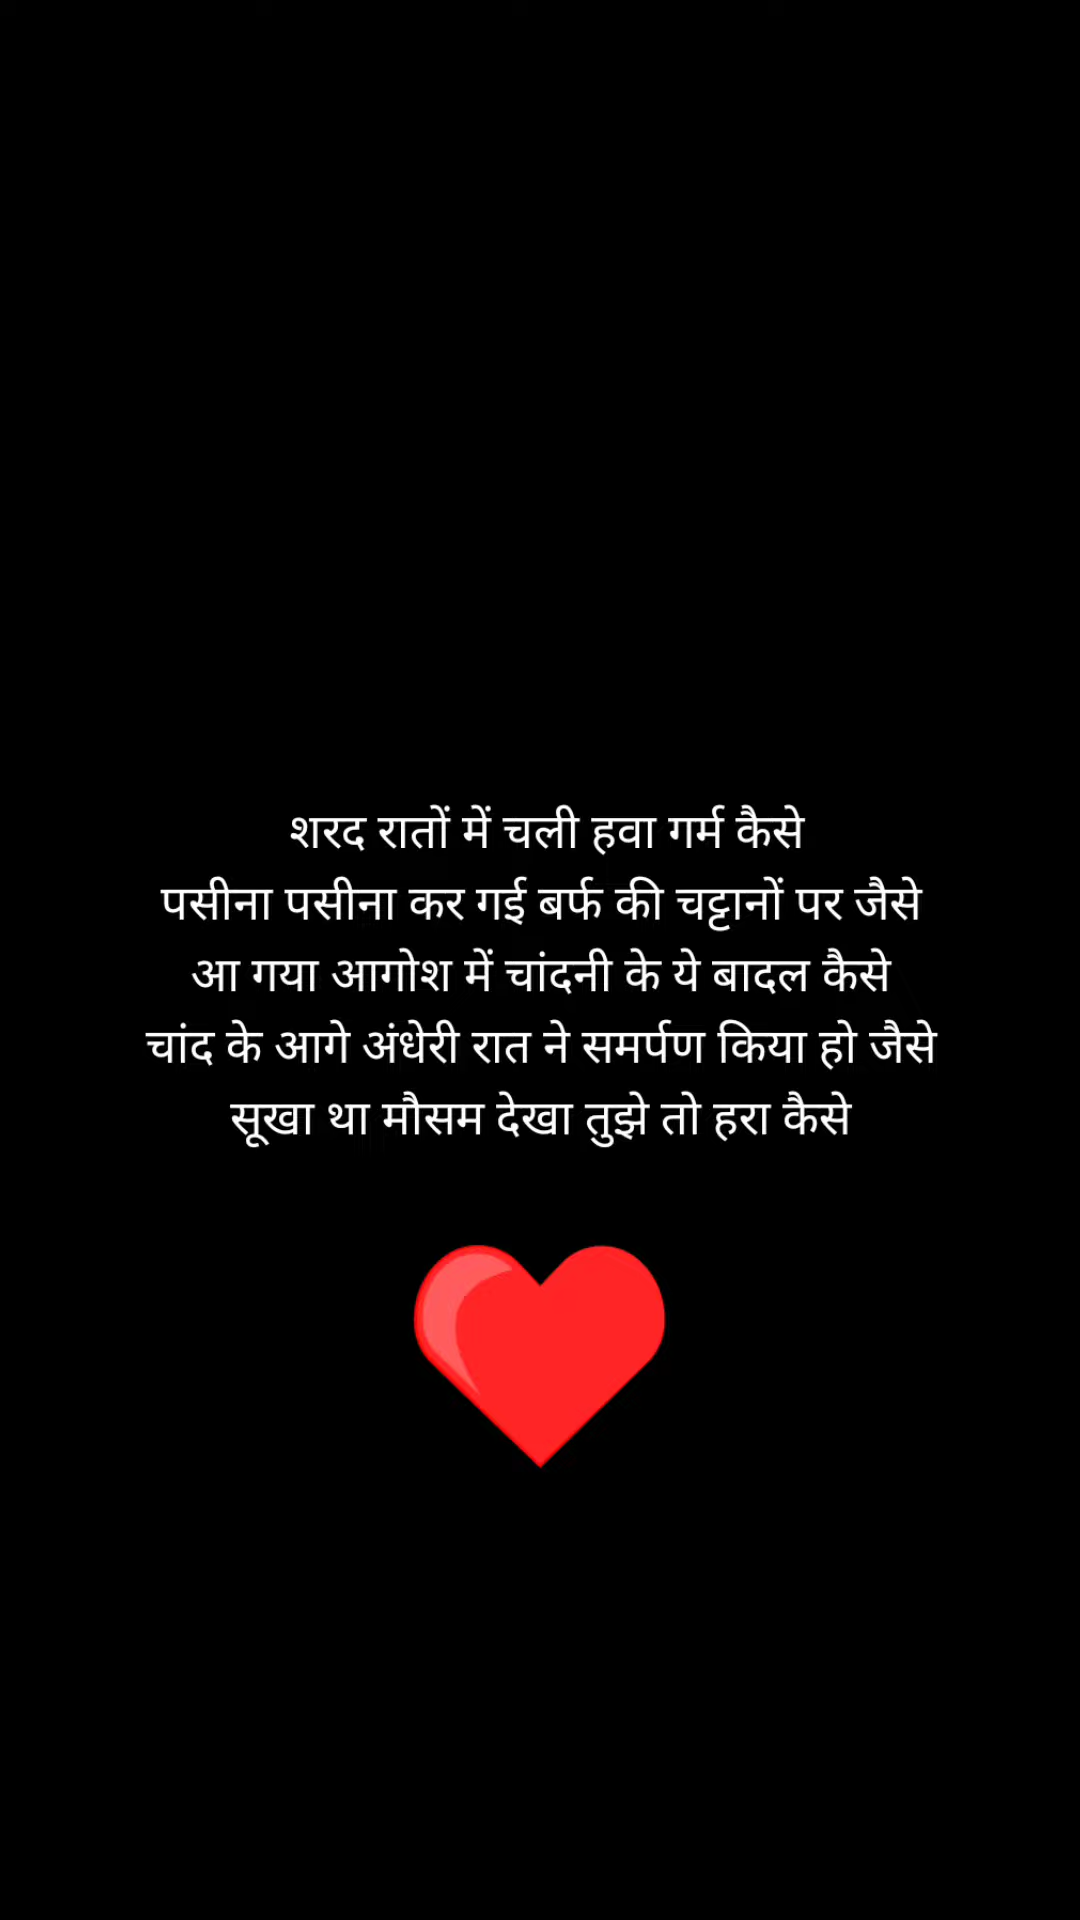 शरद रातों में चली हवा गर्म कैसे
पसीना पसीना कर गई बर्फ की चट्टानों पर जैसे
आ गया आगोश में चांदनी के ये बादल कैसे
चांद के आगे अंधेरी रात ने समर्पण किया हो जैसे
सूखा था मौसम देखा तुझे तो हरा कैसे